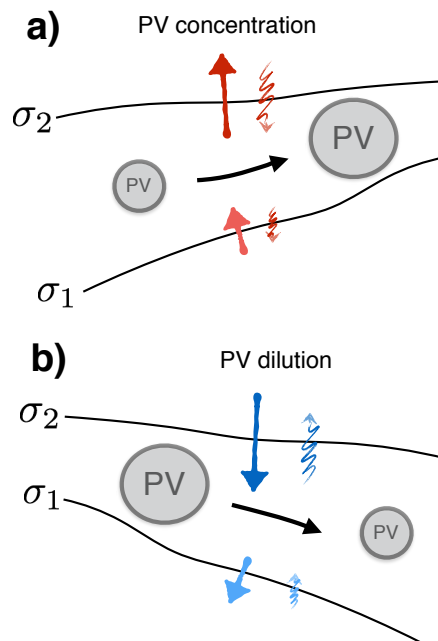 a)
PV concentration
σ₂
PV
PV
σ₁
b)
PV dilution
σ₂
PV
σ₁
PV